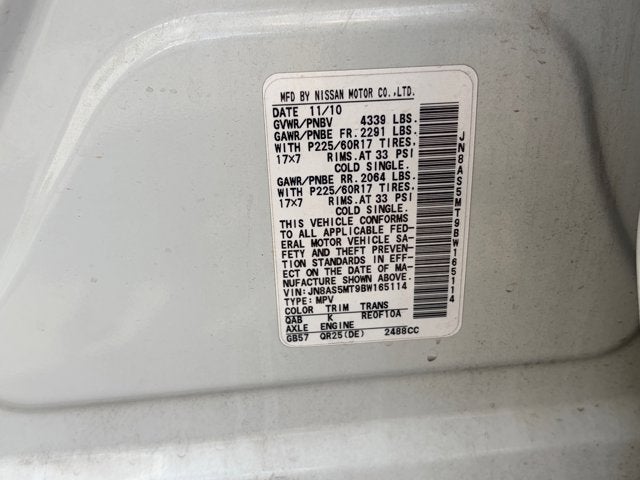 MFD BY NISSAN MOTOR CO.,LTD.
DATE 11/10
GVWR/PNBV 4339 LBS.
GAWR/PNBE FR.2291 LBS.
WITH P225/60R17 TIRES.
17×7 RIMS.AT 33 PSI
COLD SINGLE.
GAWR/PNBE RR.2064 LBS.
WITH P225/60R17 TIRES.
17×7 RIMS.AT 33 PSI
COLD SINGLE.
THIS VEHICLE CONFORMS
TO ALL APPLICABLE FED-
ERAL MOTOR VEHICLE SA-
FETY AND THEFT PREVEN-
TION STANDARDS IN EFF-
ECT ON THE DATE OF MA-
NUFACTURE SHOWN ABOVE.
VIN:JN8AS5MT9BW165114
TYPE:MPV
COLOR TRIM TRANS
QAB K RE0F10A
AXLE ENGINE
GB57 QR25(DE) 2488CC
JN8AS5MT9BW165114